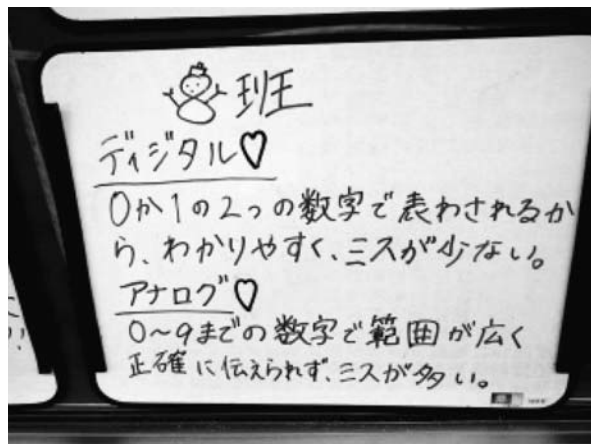 班
ディジタル♡
0か1の2つの数字で表わされるか
ら、わかりやすく、ミスが少ない。
アナログ♡
0〜9までの数字で範囲が広く
正確に伝えられず、ミスが多い。